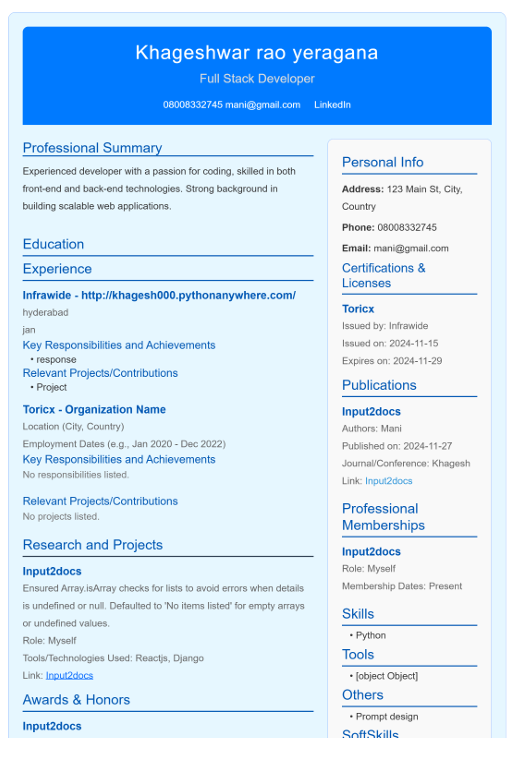 Khageshwar rao yeragana
Full Stack Developer
08008332745 mani@gmail.com LinkedIn
Professional Summary
Experienced developer with a passion for coding, skilled in both
front-end and back-end technologies. Strong background in
building scalable web applications.
Education
Experience
Infrawide - http://khagesh000.pythonanywhere.com/
hyderabad
jan
Key Responsibilities and Achievements
• response
Relevant Projects/Contributions
• Project
Toricx - Organization Name
Location (City, Country)
Employment Dates (e.g., Jan 2020 - Dec 2022)
Key Responsibilities and Achievements
No responsibilities listed.
Relevant Projects/Contributions
No projects listed.
Research and Projects
Input2docs
Ensured Array.isArray checks for lists to avoid errors when details
is undefined or null. Defaulted to 'No items listed' for empty arrays
or undefined values.
Role: Myself
Tools/Technologies Used: Reactjs, Django
Link: Input2docs
Awards & Honors
Input2docs
Personal Info
Address: 123 Main St, City,
Country
Phone: 08008332745
Email: mani@gmail.com
Certifications &
Licenses
Toricx
Issued by: Infrawide
Issued on: 2024-11-15
Expires on: 2024-11-29
Publications
Input2docs
Authors: Mani
Published on: 2024-11-27
Journal/Conference: Khagesh
Link: Input2docs
Professional
Memberships
Input2docs
Role: Myself
Membership Dates: Present
Skills
• Python
Tools
• [object Object]
Others
• Prompt design
SoftSkills